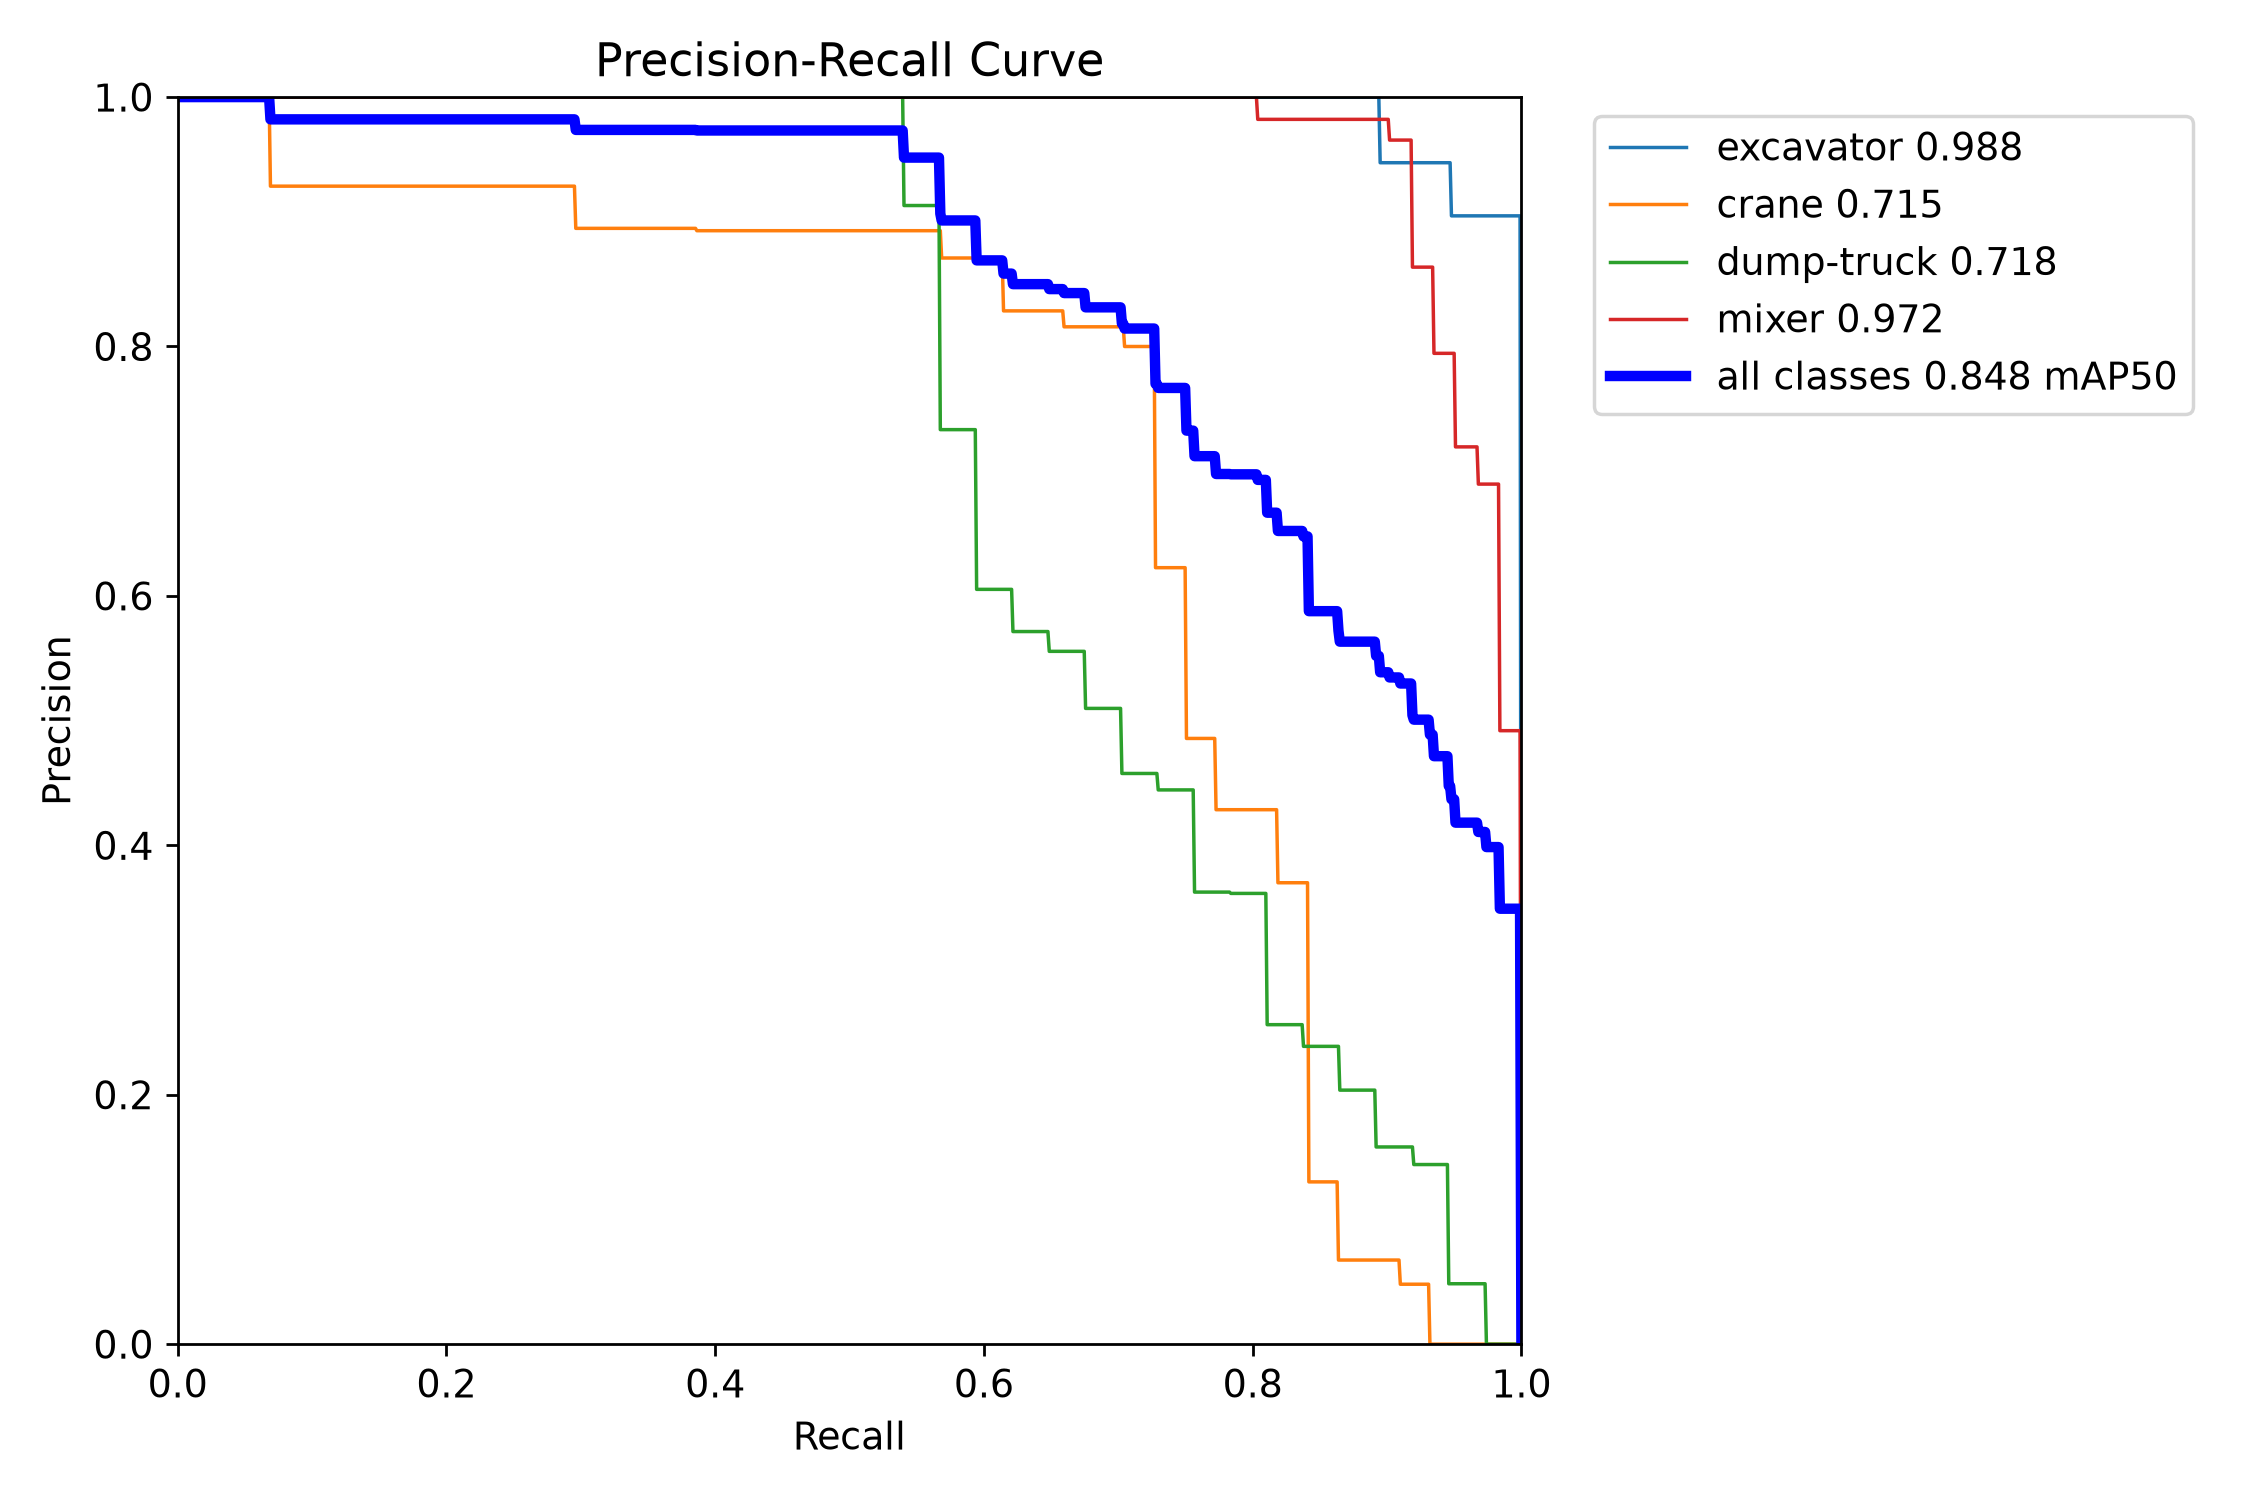 Precision-Recall Curve
1.0
0.8
0.6
0.4
0.2
0.0
Precision
0.0 0.2 0.4 0.6 0.8 1.0
Recall
excavator 0.988
crane 0.715
dump-truck 0.718
mixer 0.972
all classes 0.848 mAP50